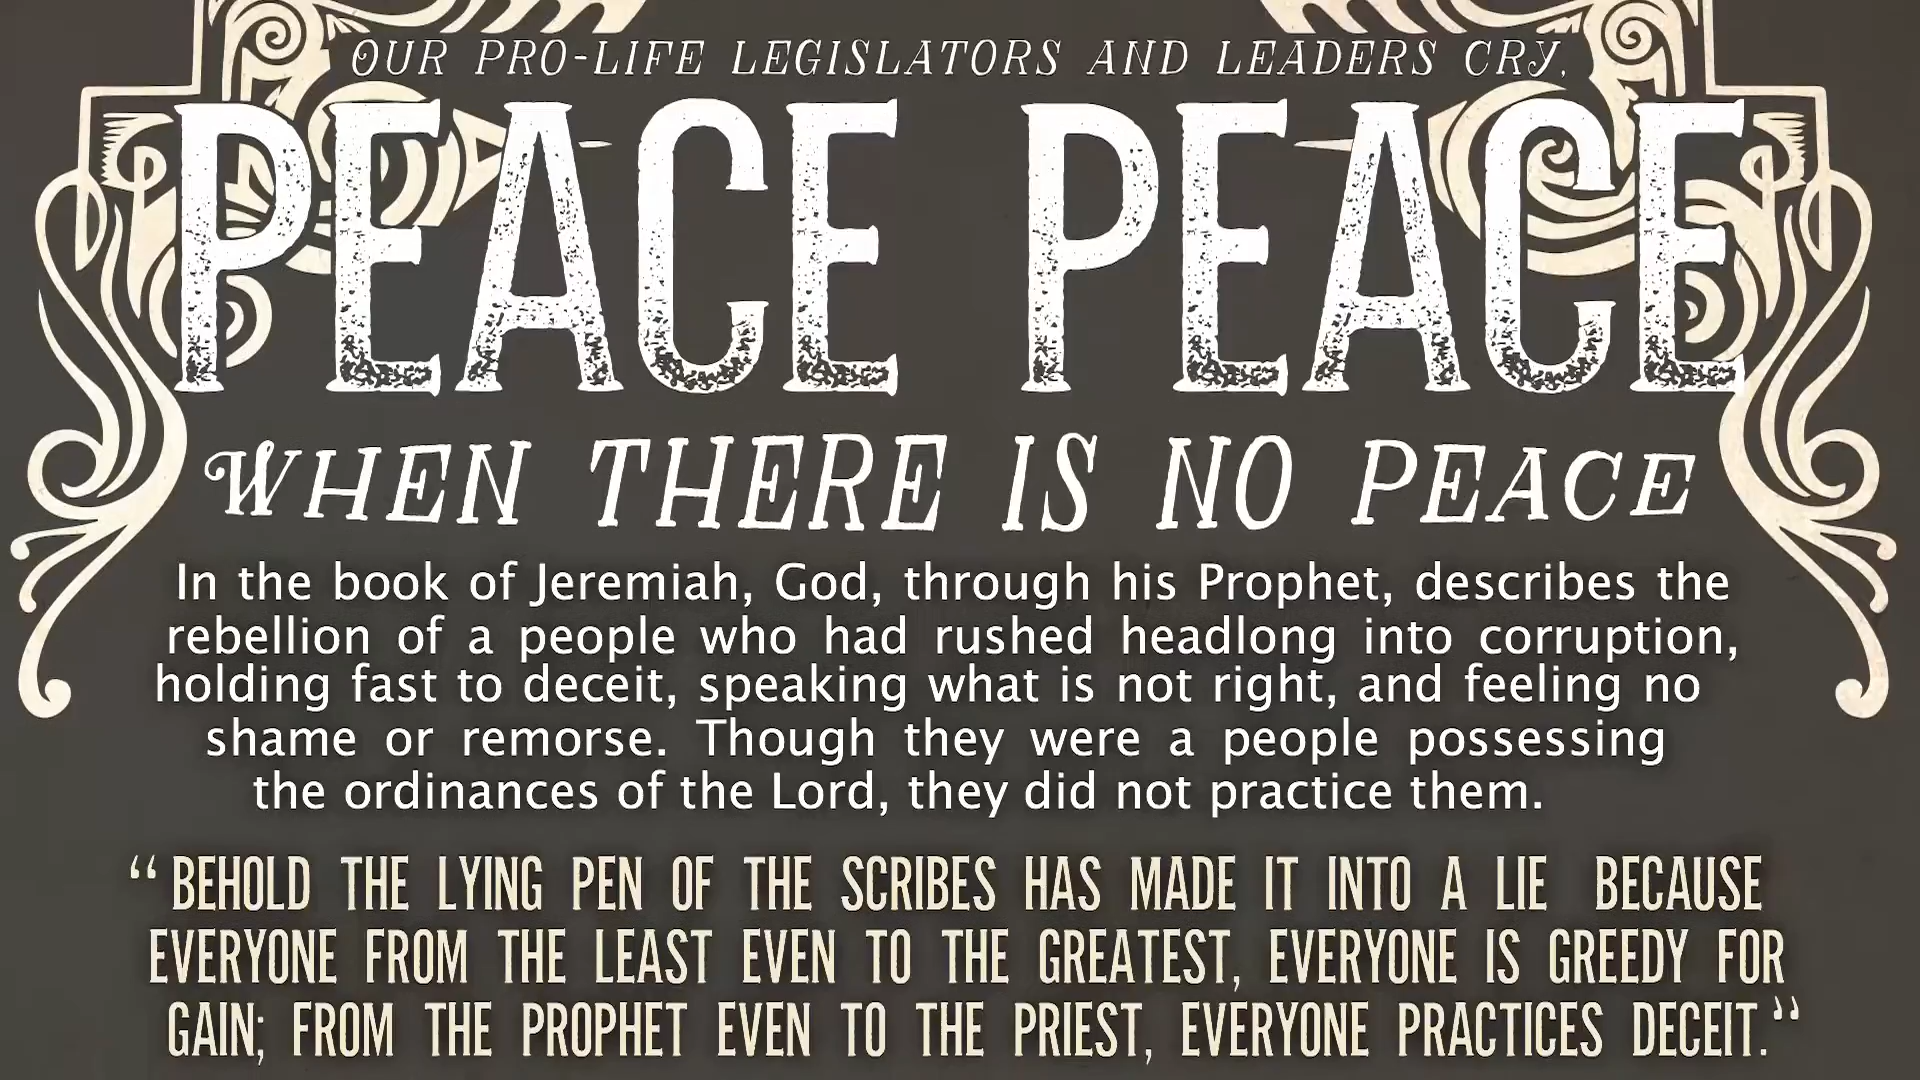 OUR PRO-LIFE LEGISLATORS AND LEADERS CRY,
PEACE PEACE
WHEN THERE IS NO PEACE
In the book of Jeremiah, God, through his Prophet, describes the
rebellion of a people who had rushed headlong into corruption,
holding fast to deceit, speaking what is not right, and feeling no
shame or remorse. Though they were a people possessing
the ordinances of the Lord, they did not practice them.
“BEHOLD THE LYING PEN OF THE SCRIBES HAS MADE IT INTO A LIE BECAUSE
EVERYONE FROM THE LEAST EVEN TO THE GREATEST, EVERYONE IS GREEDY FOR
GAIN; FROM THE PROPHET EVEN TO THE PRIEST, EVERYONE PRACTICES DECEIT.”